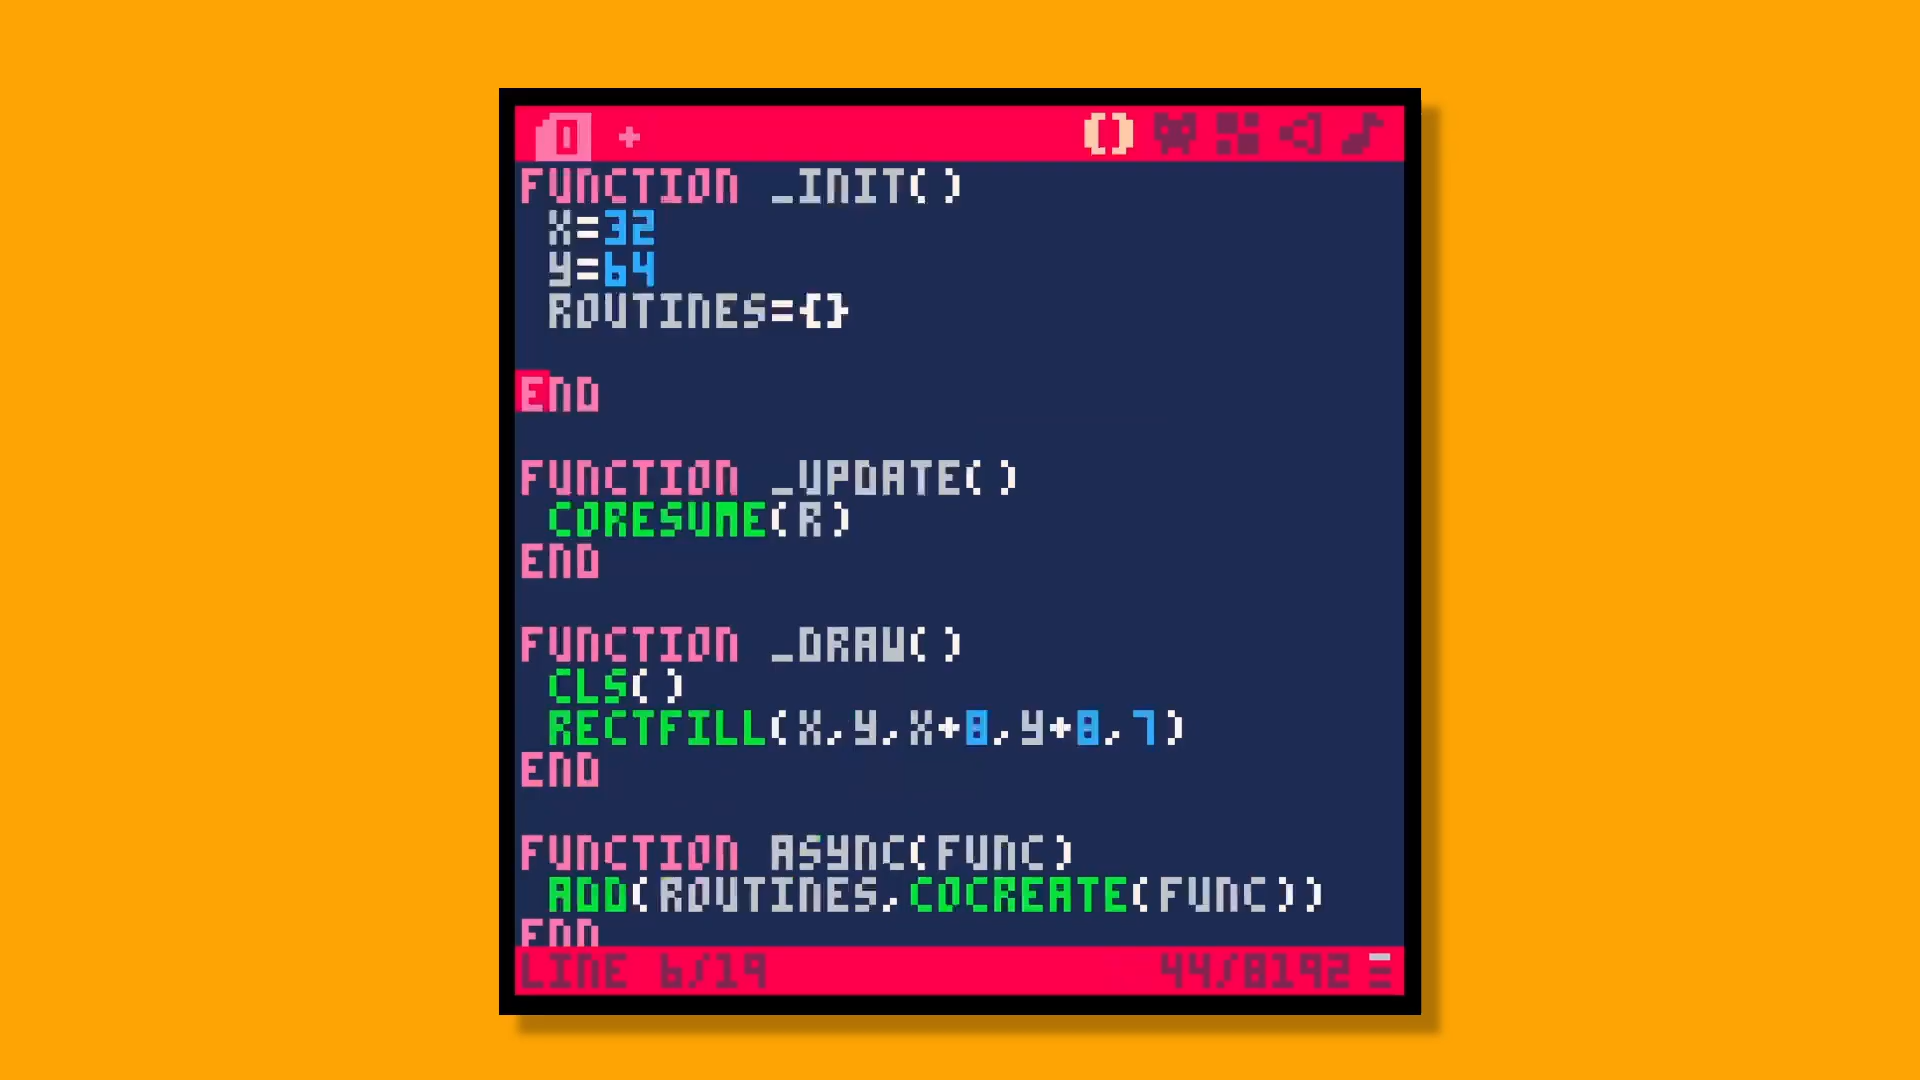 0 +
FUNCTION _INIT()
X=32
Y=64
ROUTINES={}
END
FUNCTION _UPDATE()
CORESUME(R)
END
FUNCTION _DRAW()
CLS()
RECTFILL(X,Y,X+8,Y+8,7)
END
FUNCTION ASYNC(FUNC)
ADD(ROUTINES,COCREATE(FUNC))
END
LINE 6/19 44/8192